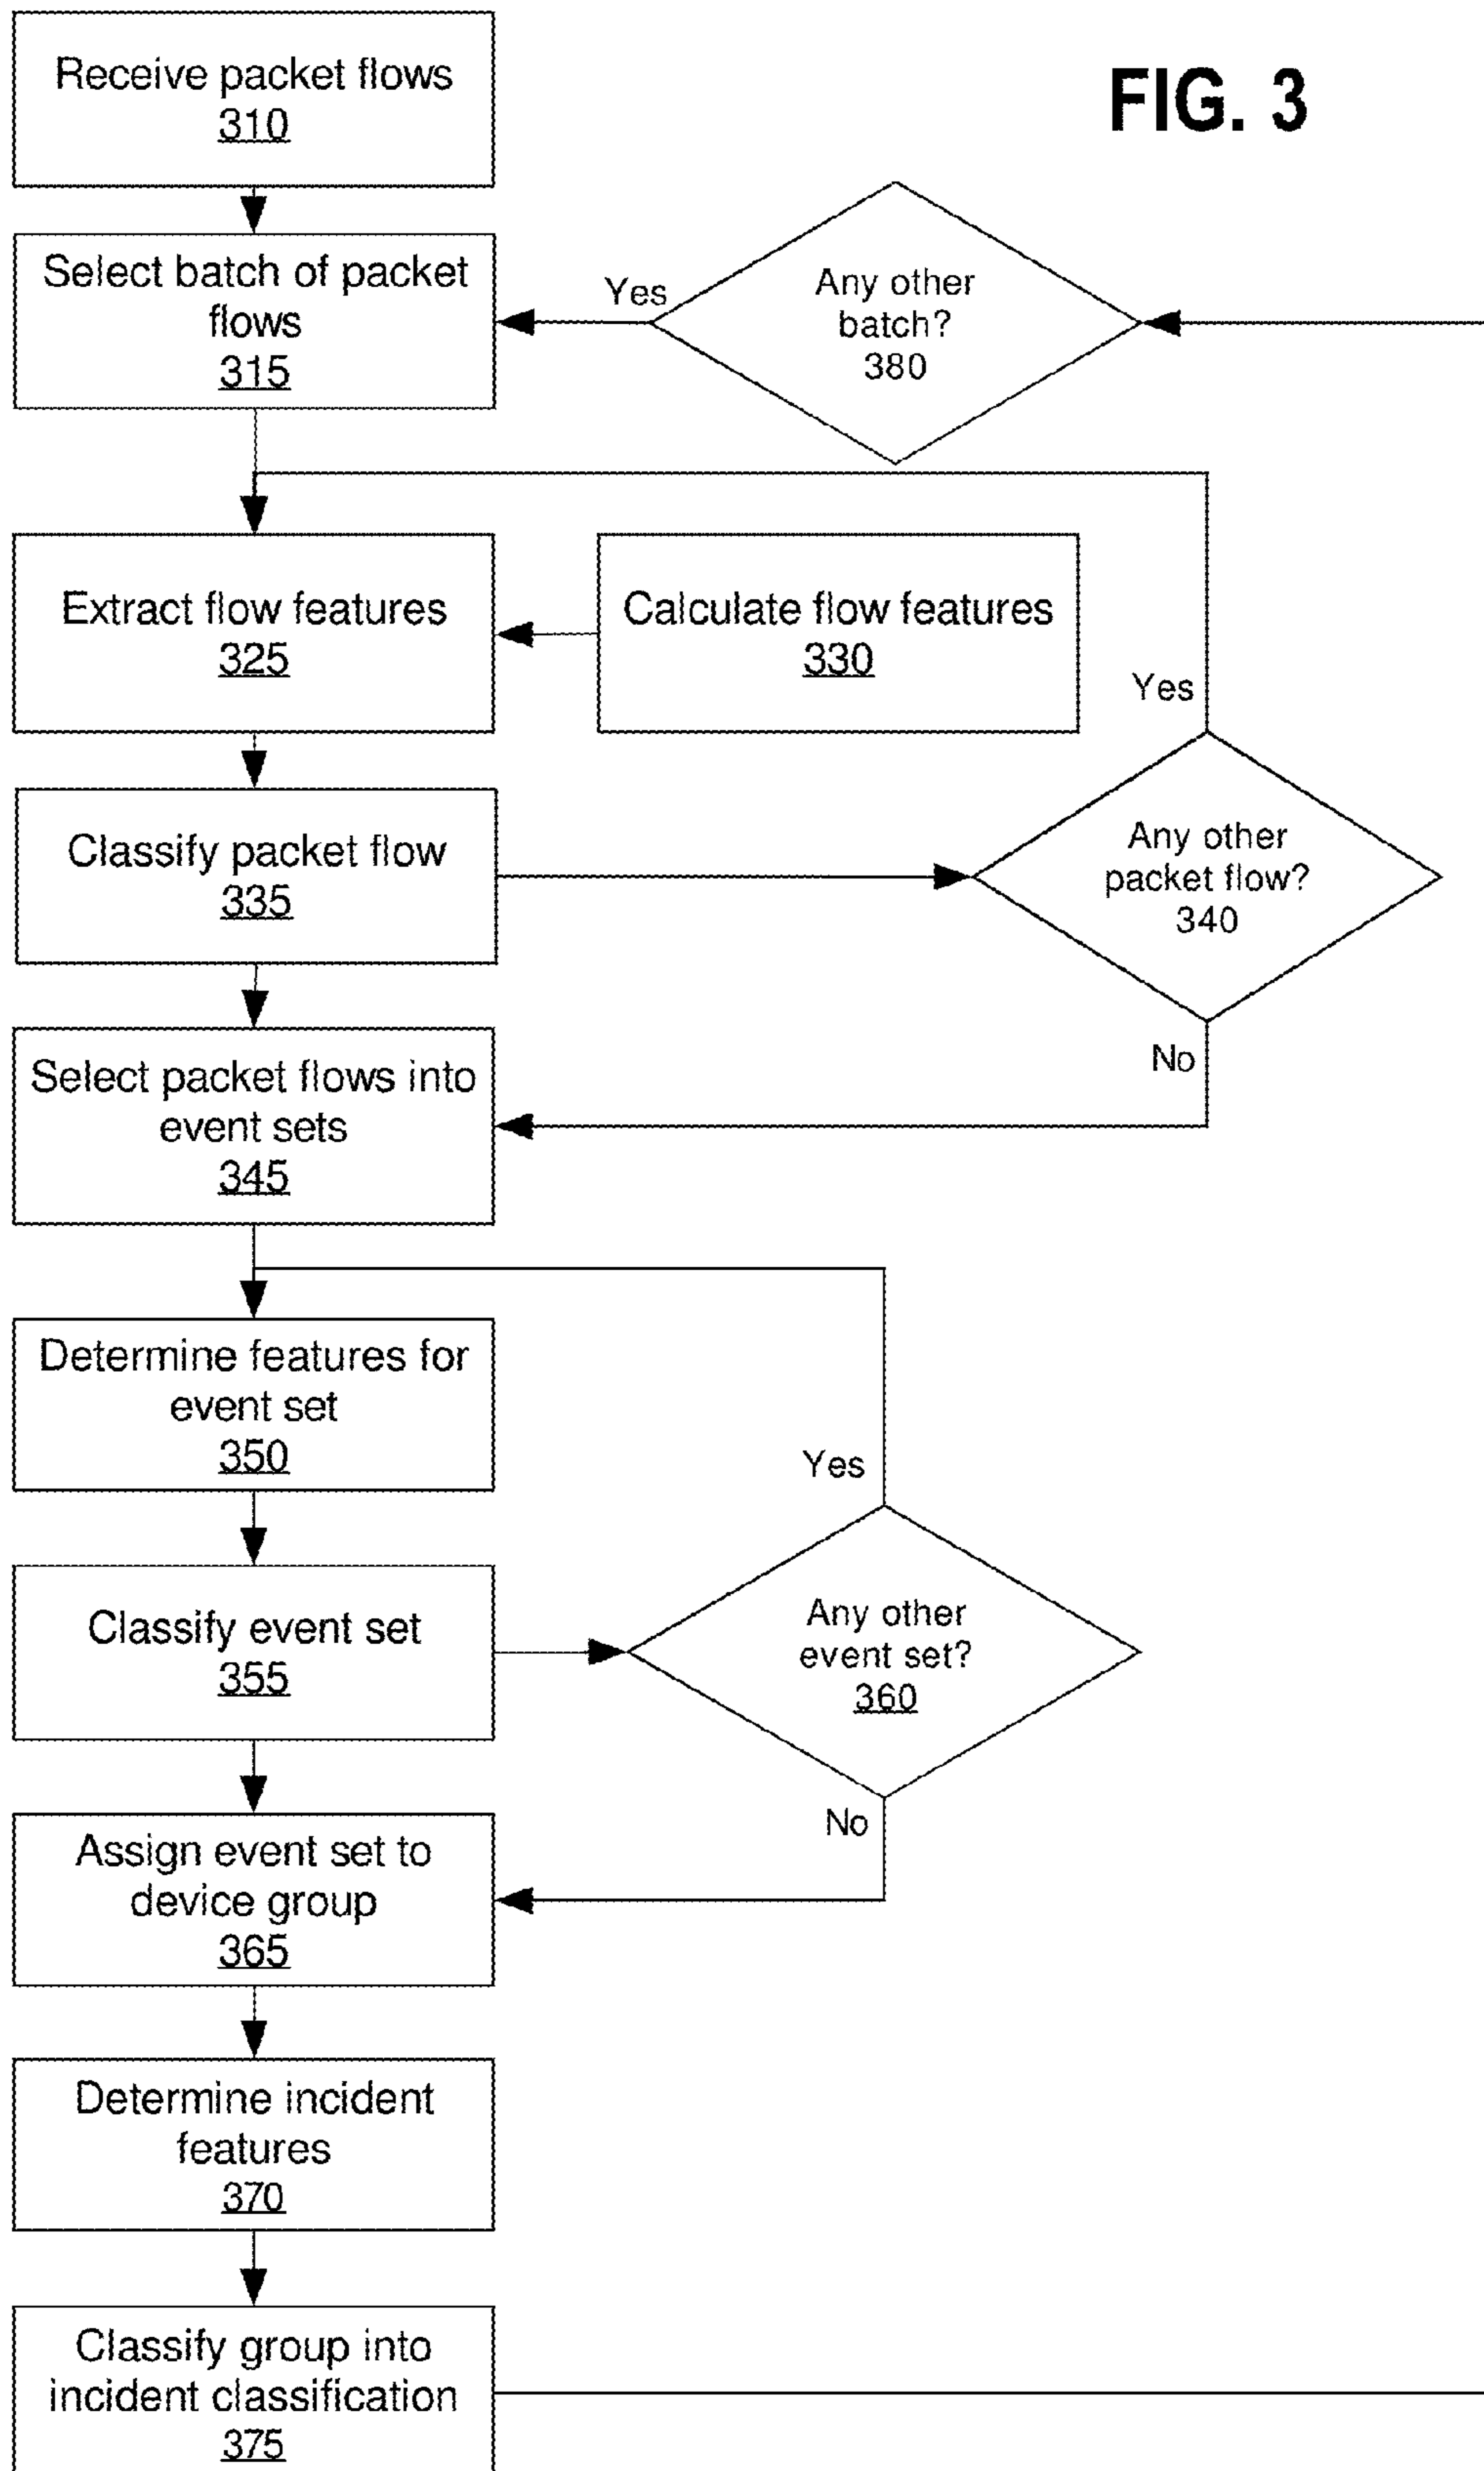 FIG. 3
Receive packet flows
310
Select batch of packet
flows
315
Yes
Any other
batch?
380
Extract flow features
325
Calculate flow features
330
Yes
Classify packet flow
335
Any other
packet flow?
340
No
Select packet flows into
event sets
345
Determine features for
event set
350
Yes
Classify event set
355
Any other
event set?
360
No
Assign event set to
device group
365
Determine incident
features
370
Classify group into
incident classification
375